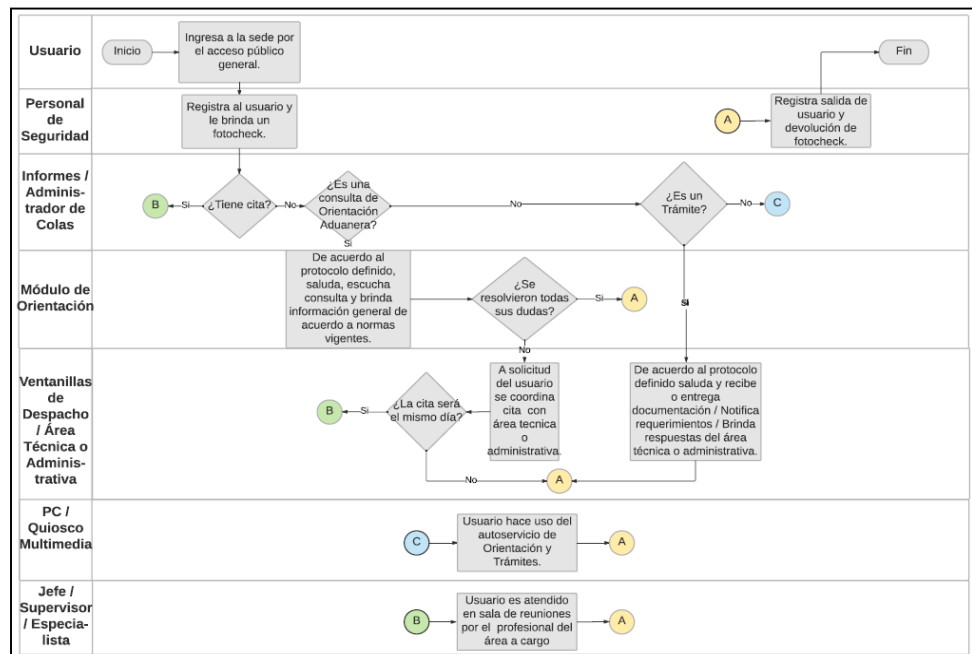 Usuario
Inicio
Ingresa a la sede por
el acceso público
general.
Fin
Personal
de
Seguridad
Registra al usuario y
le brinda un
fotocheck.
A
Registra salida de
usuario y
devolución de
fotocheck.
Informes /
Adminis-
trador de
Colas
B
Si
¿Tiene cita?
No
¿Es una
consulta de
Orientación
Aduanera?
No
¿Es un
Trámite?
No
C
Si
Módulo de
Orientación
De acuerdo al
protocolo definido,
saluda, escucha
consulta y brinda
información general
de acuerdo a normas
vigentes.
¿Se
resolvieron todas
sus dudas?
Si
A
Si
No
Ventanillas
de
Despacho
/ Área
Técnica o
Adminis-
trativa
B
Si
¿La cita será
el mismo día?
A solicitud
del usuario
se coordina
cita con
área tecnica
o
administrativa.
De acuerdo al protocolo
definido saluda y recibe
o entrega
documentación / Notifica
requerimientos / Brinda
respuestas del área
técnica o administrativa.
No
A
PC /
Quiosco
Multimedia
C
Usuario hace uso del
autoservicio de
Orientación y
Trámites.
A
Jefe /
Supervisor
/ Especia-
lista
B
Usuario es atendido
en sala de reuniones
por el profesional del
área a cargo
A